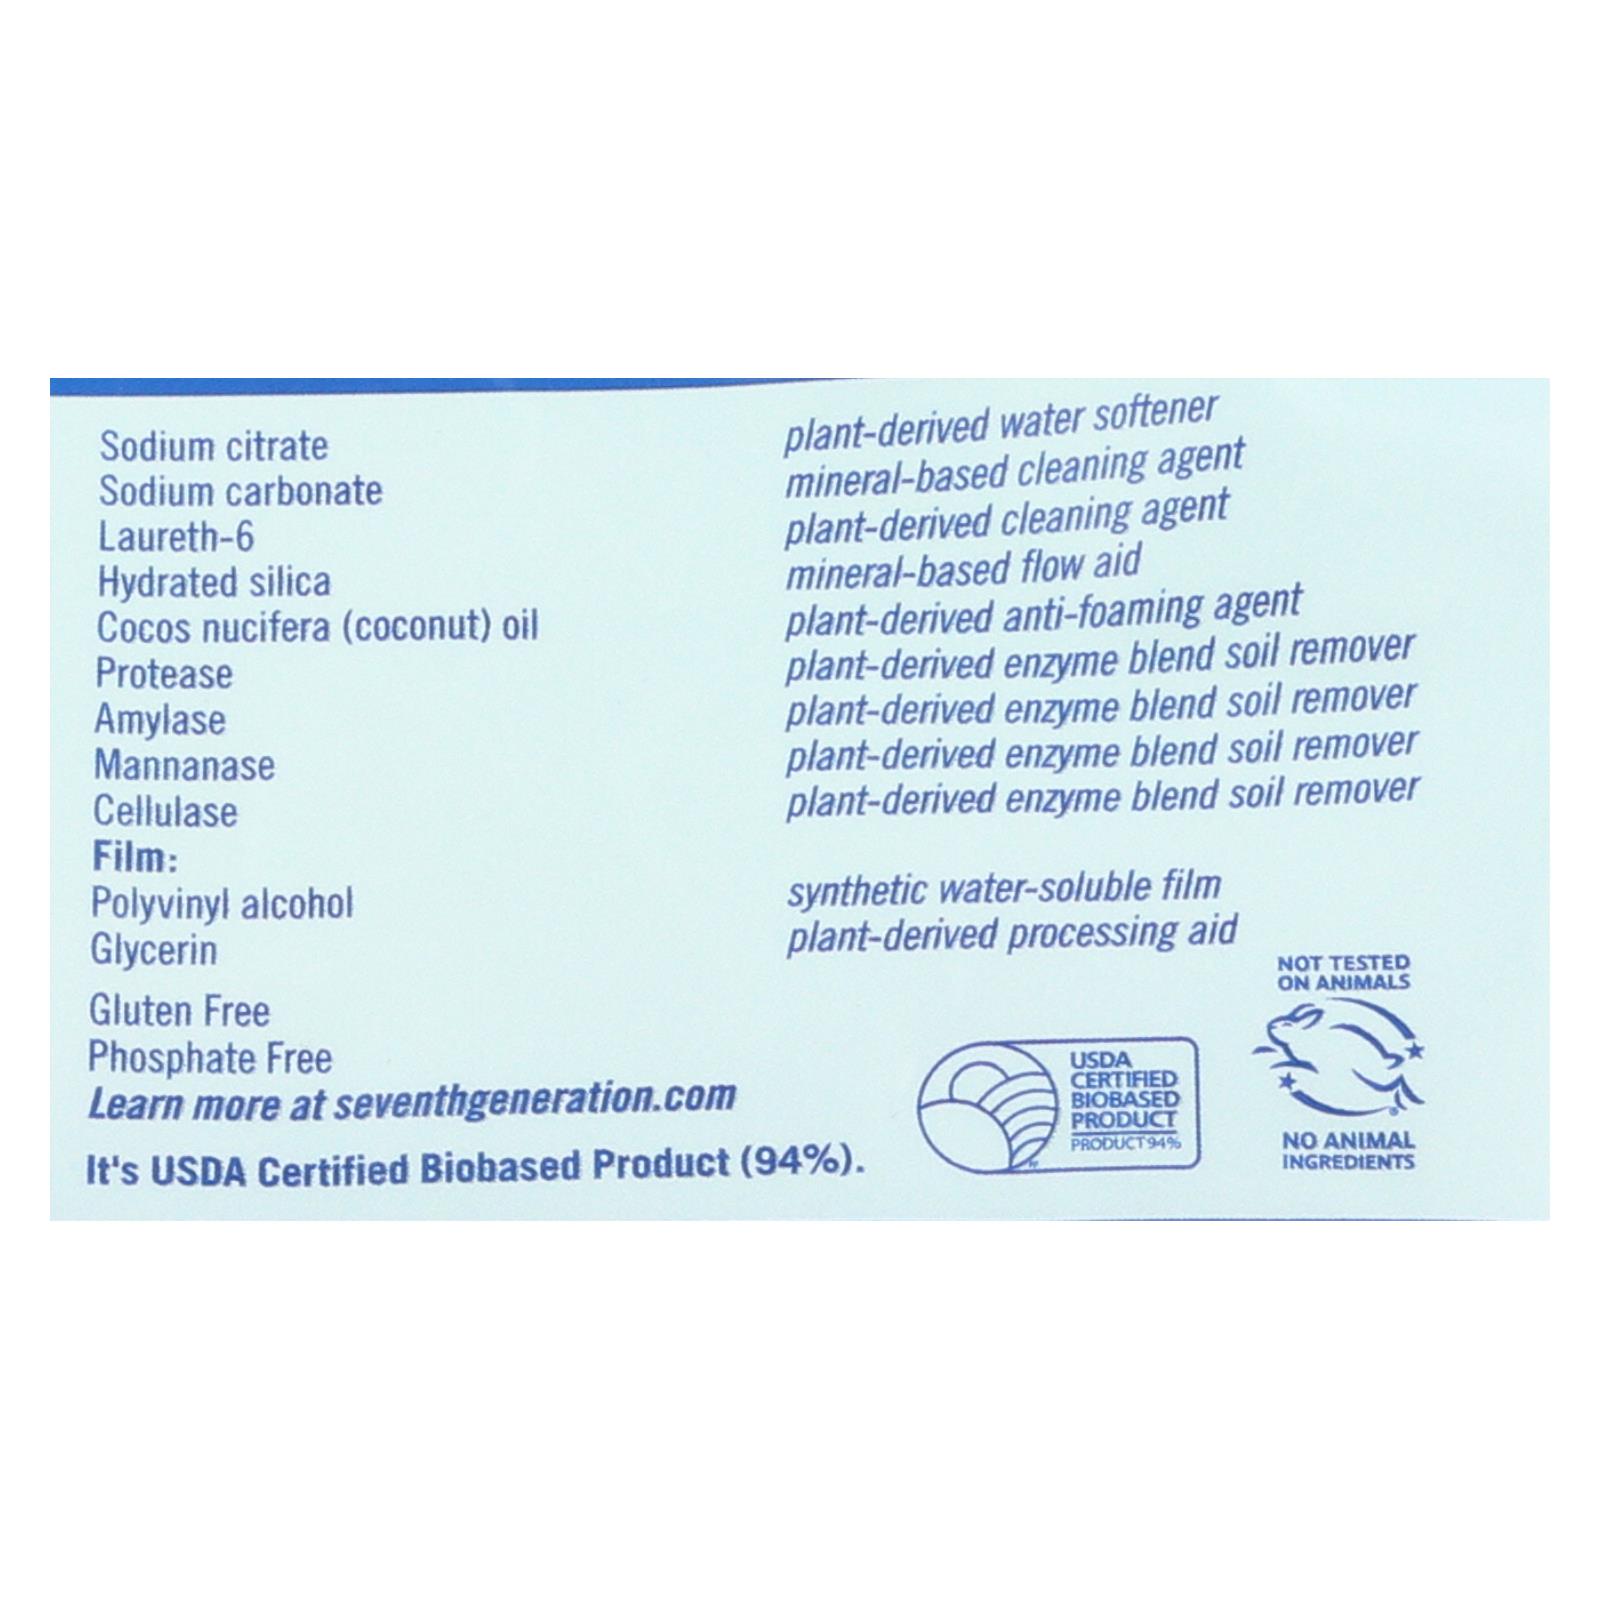 Sodium citrate plant-derived water softener
Sodium carbonate mineral-based cleaning agent
Laureth-6 plant-derived cleaning agent
Hydrated silica mineral-based flow aid
Cocos nucifera (coconut) oil plant-derived anti-foaming agent
Protease plant-derived enzyme blend soil remover
Amylase plant-derived enzyme blend soil remover
Mannanase plant-derived enzyme blend soil remover
Cellulase plant-derived enzyme blend soil remover
Film:
Polyvinyl alcohol synthetic water-soluble film
Glycerin plant-derived processing aid
Gluten Free
Phosphate Free
Learn more at seventhgeneration.com
It's USDA Certified Biobased Product (94%).
USDA
CERTIFIED
BIOBASED
PRODUCT
PRODUCT 94%
NOT TESTED
ON ANIMALS
NO ANIMAL
INGREDIENTS